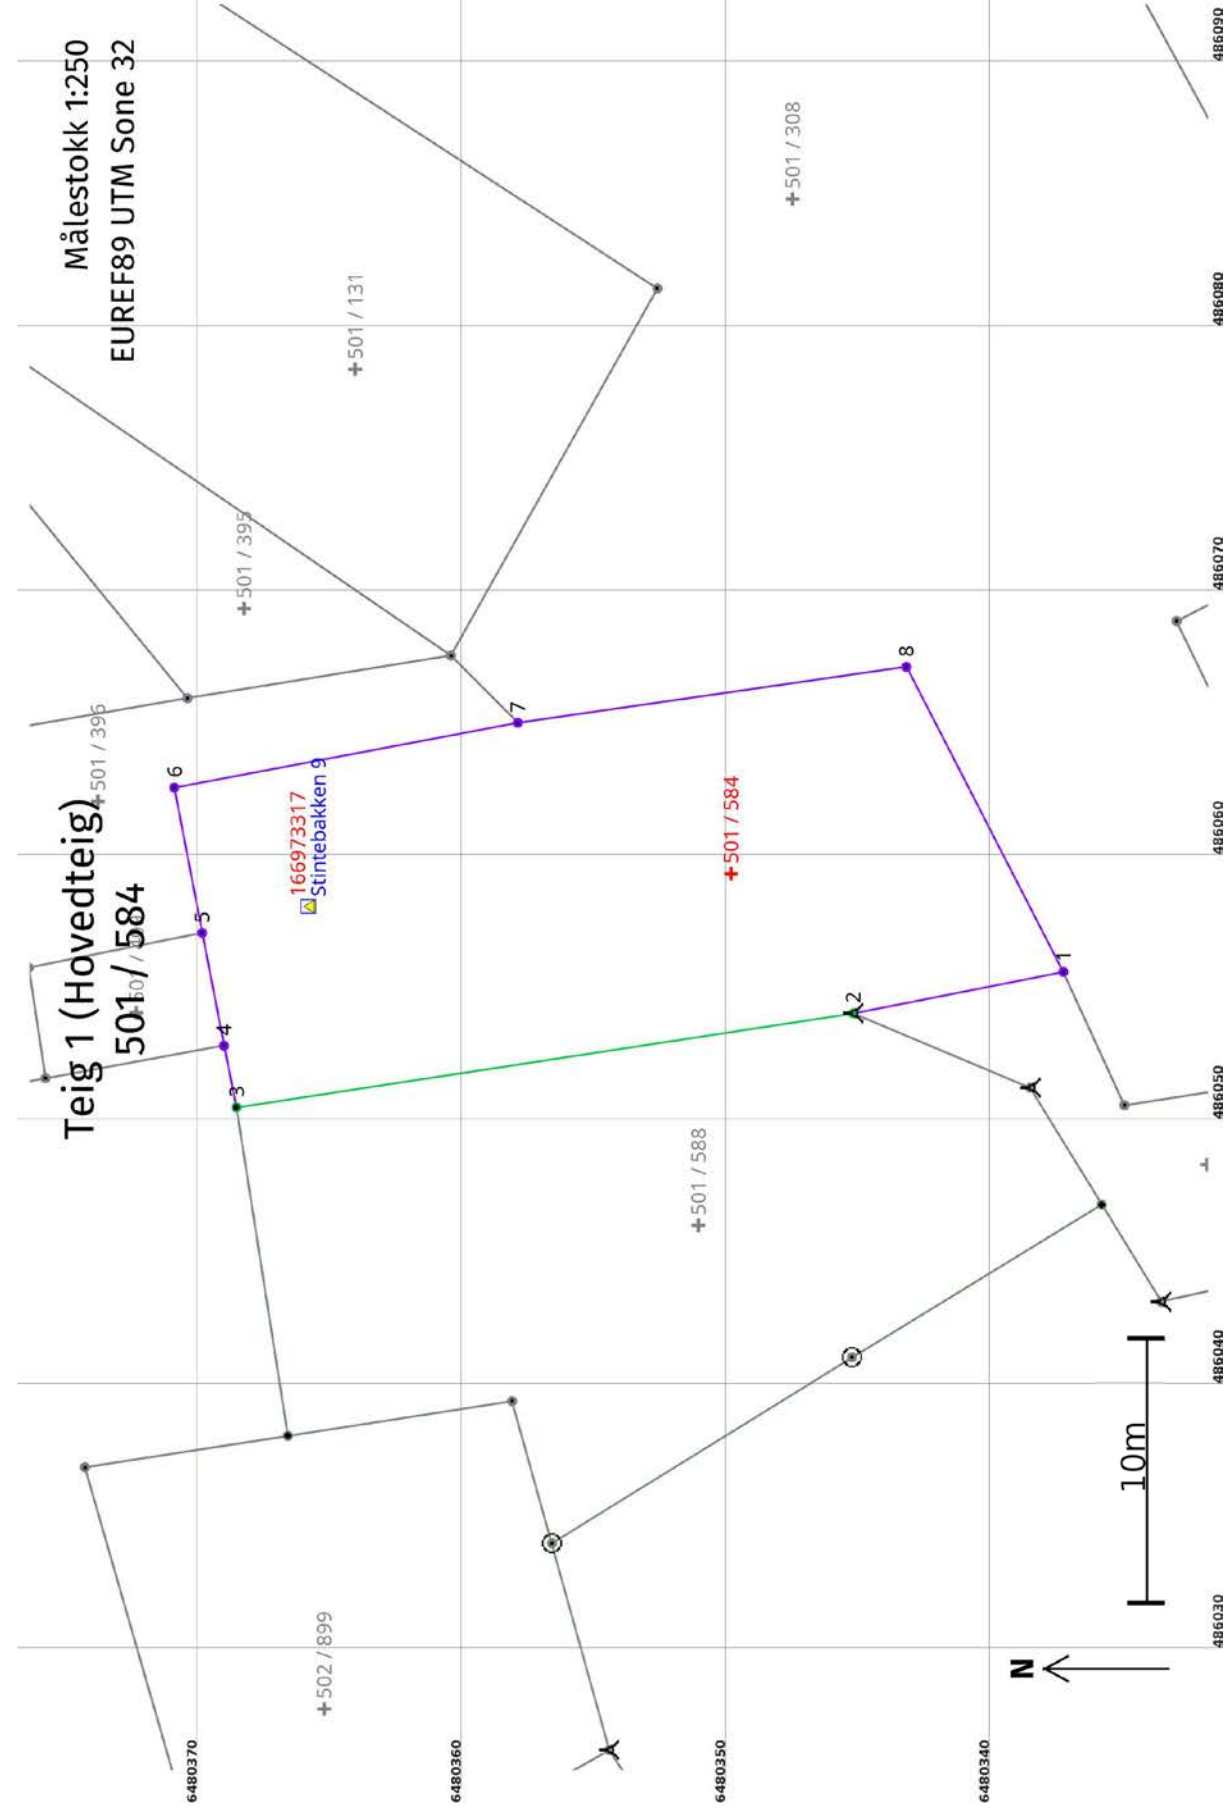 Målestokk 1:250
EUREF89 UTM Sone 32
Teig 1 (Hovedteig)
501 / 584
+501 / 396
+501 / 395
+501 / 131
+501 / 308
166973317
Stintebakken 9
+501 / 584
+501 / 588
+502 / 899
1
2
3
4
5
6
7
8
10m
N
6480370
6480360
6480350
6480340
486030
486040
486050
486060
486070
486080
486090